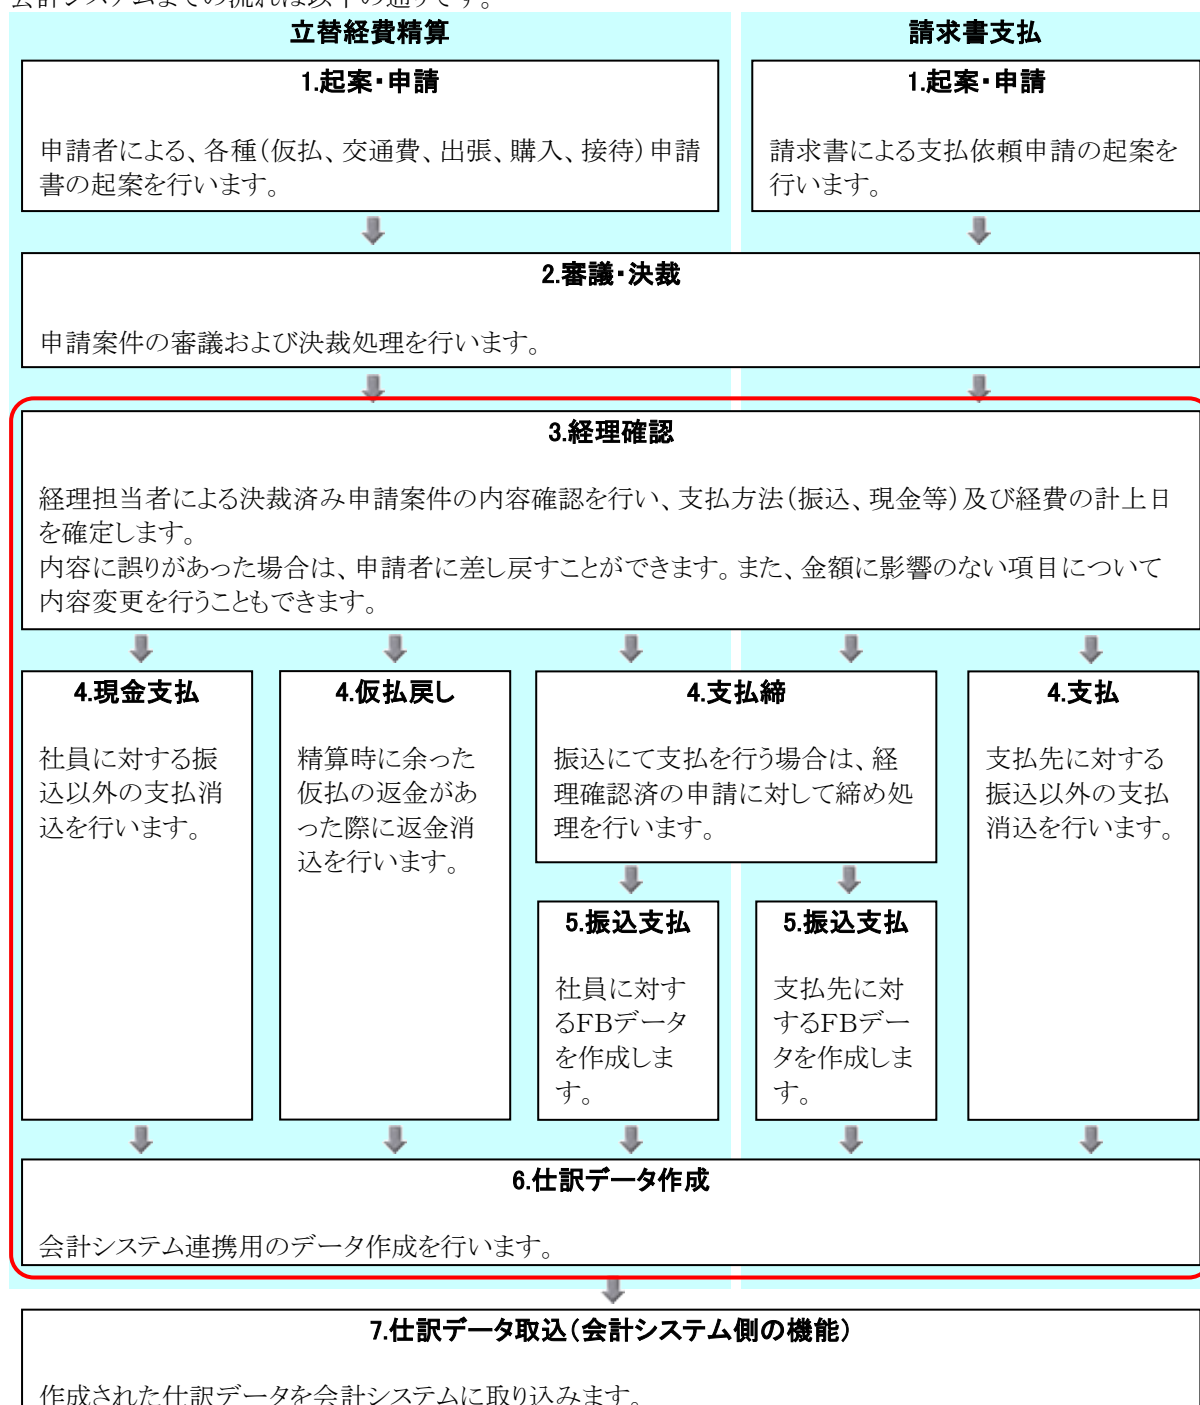 会計システムまでの流れは以下の通りです。
立替経費精算
請求書支払
1.起案・申請
申請者による、各種(仮払、交通費、出張、購入、接待)申請
書の起案を行います。
1.起案・申請
請求書による支払依頼申請の起案を
行います。
2.審議・決裁
申請案件の審議および決裁処理を行います。
3.経理確認
経理担当者による決裁済み申請案件の内容確認を行い、支払方法(振込、現金等)及び経費の計上日
を確定します。
内容に誤りがあった場合は、申請者に差し戻すことができます。また、金額に影響のない項目について
内容変更を行うこともできます。
4.現金支払
社員に対する振
込以外の支払消
込を行います。
4.仮払戻し
精算時に余った
仮払の返金があ
った際に返金消
込を行います。
4.支払締
振込にて支払を行う場合は、経
理確認済の申請に対して締め処
理を行います。
4.支払
支払先に対する
振込以外の支払
消込を行います。
5.振込支払
社員に対す
るFBデータ
を作成しま
す。
5.振込支払
支払先に対
するFBデー
タを作成しま
す。
6.仕訳データ作成
会計システム連携用のデータ作成を行います。
7.仕訳データ取込(会計システム側の機能)
作成された仕訳データを会計システムに取り込みます。